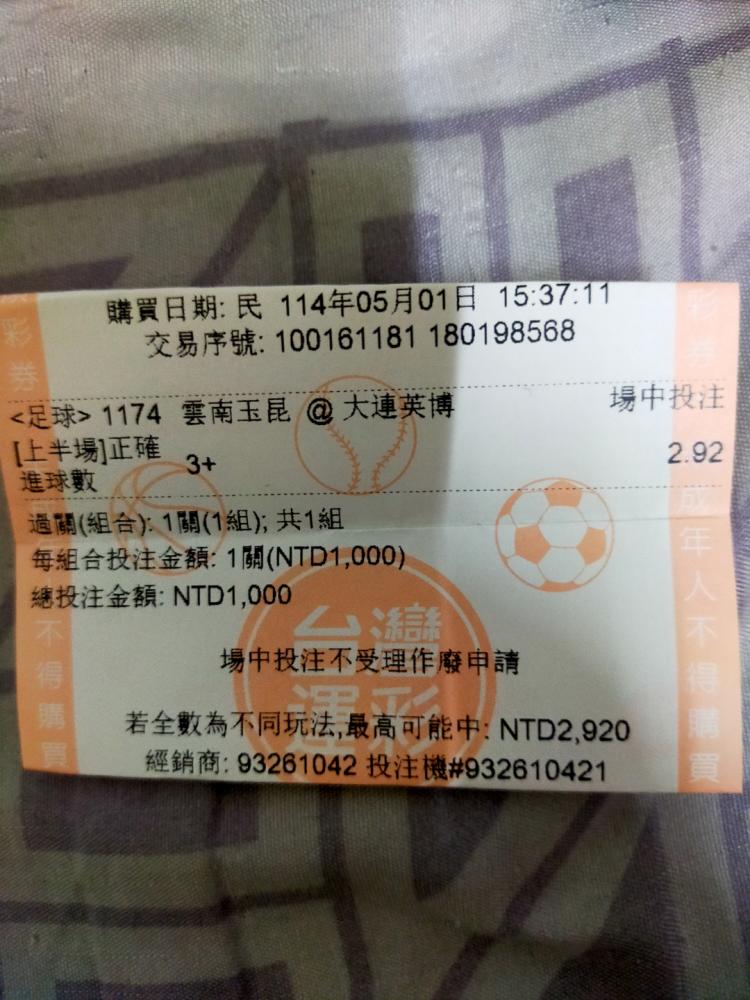 購買日期: 民 114年05月01日 15:37:11
交易序號: 100161181 180198568
<足球> 1174 雲南玉昆 @ 大連英博 場中投注
[上半場]正確進球數 3+ 2.92
過關(組合): 1關(1組); 共1組
每組合投注金額: 1關(NTD1,000)
總投注金額: NTD1,000
場中投注不受理作廢申請
若全數為不同玩法,最高可能中: NTD2,920
經銷商: 93261042 投注機#932610421
台灣
運彩
彩券
不得購買
彩券
成年人不得購買